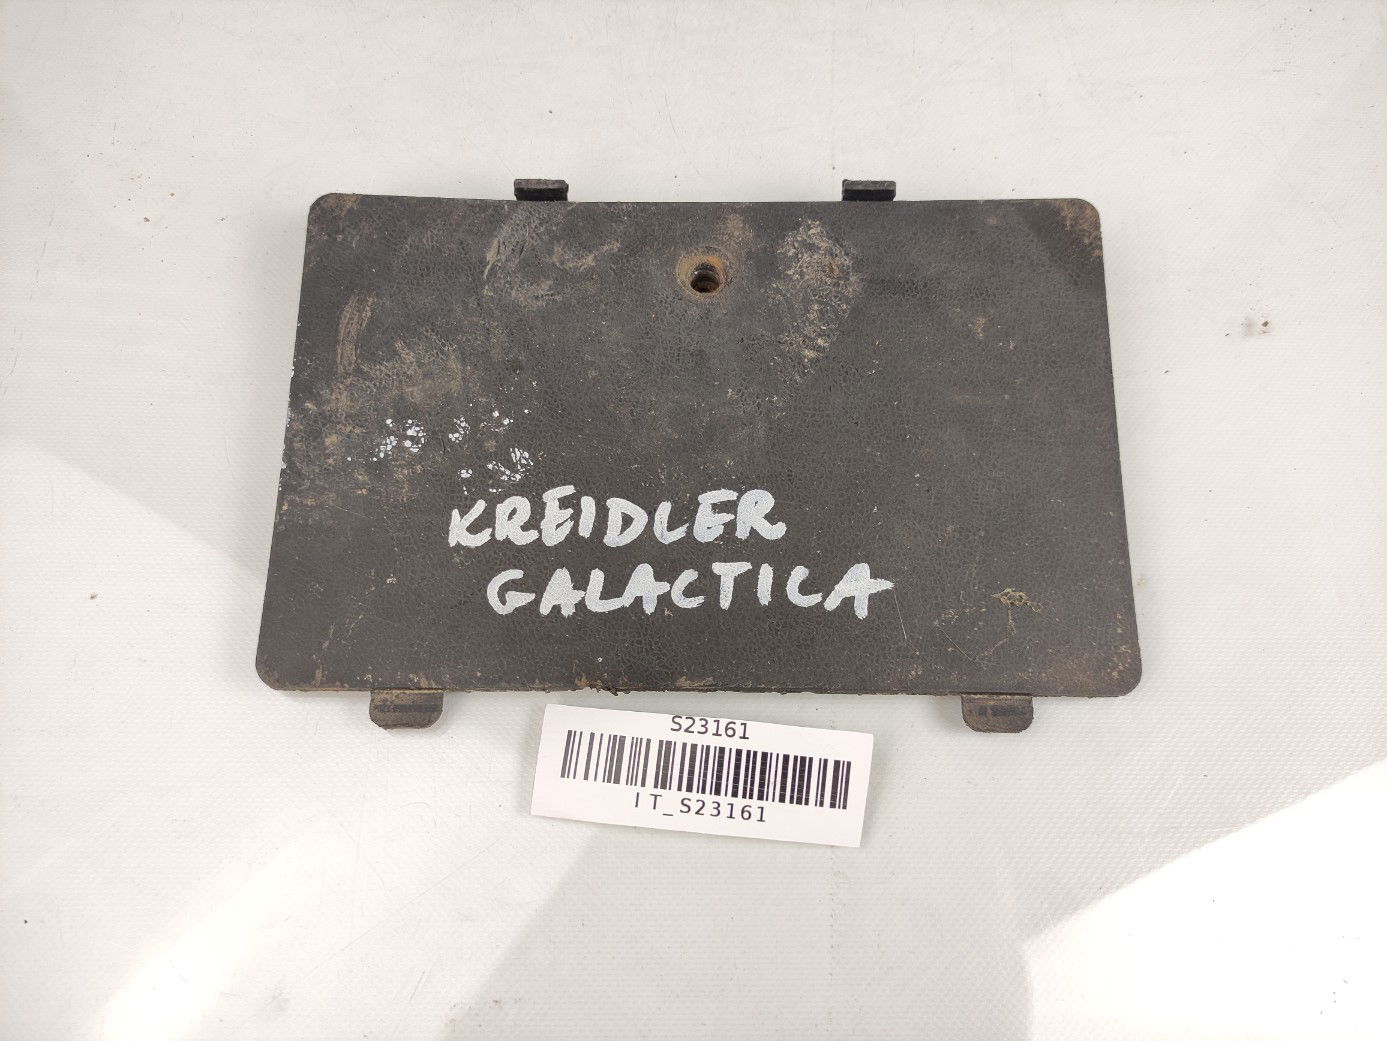 KREIDLER
GALACTICA
S23161
IT_S23161